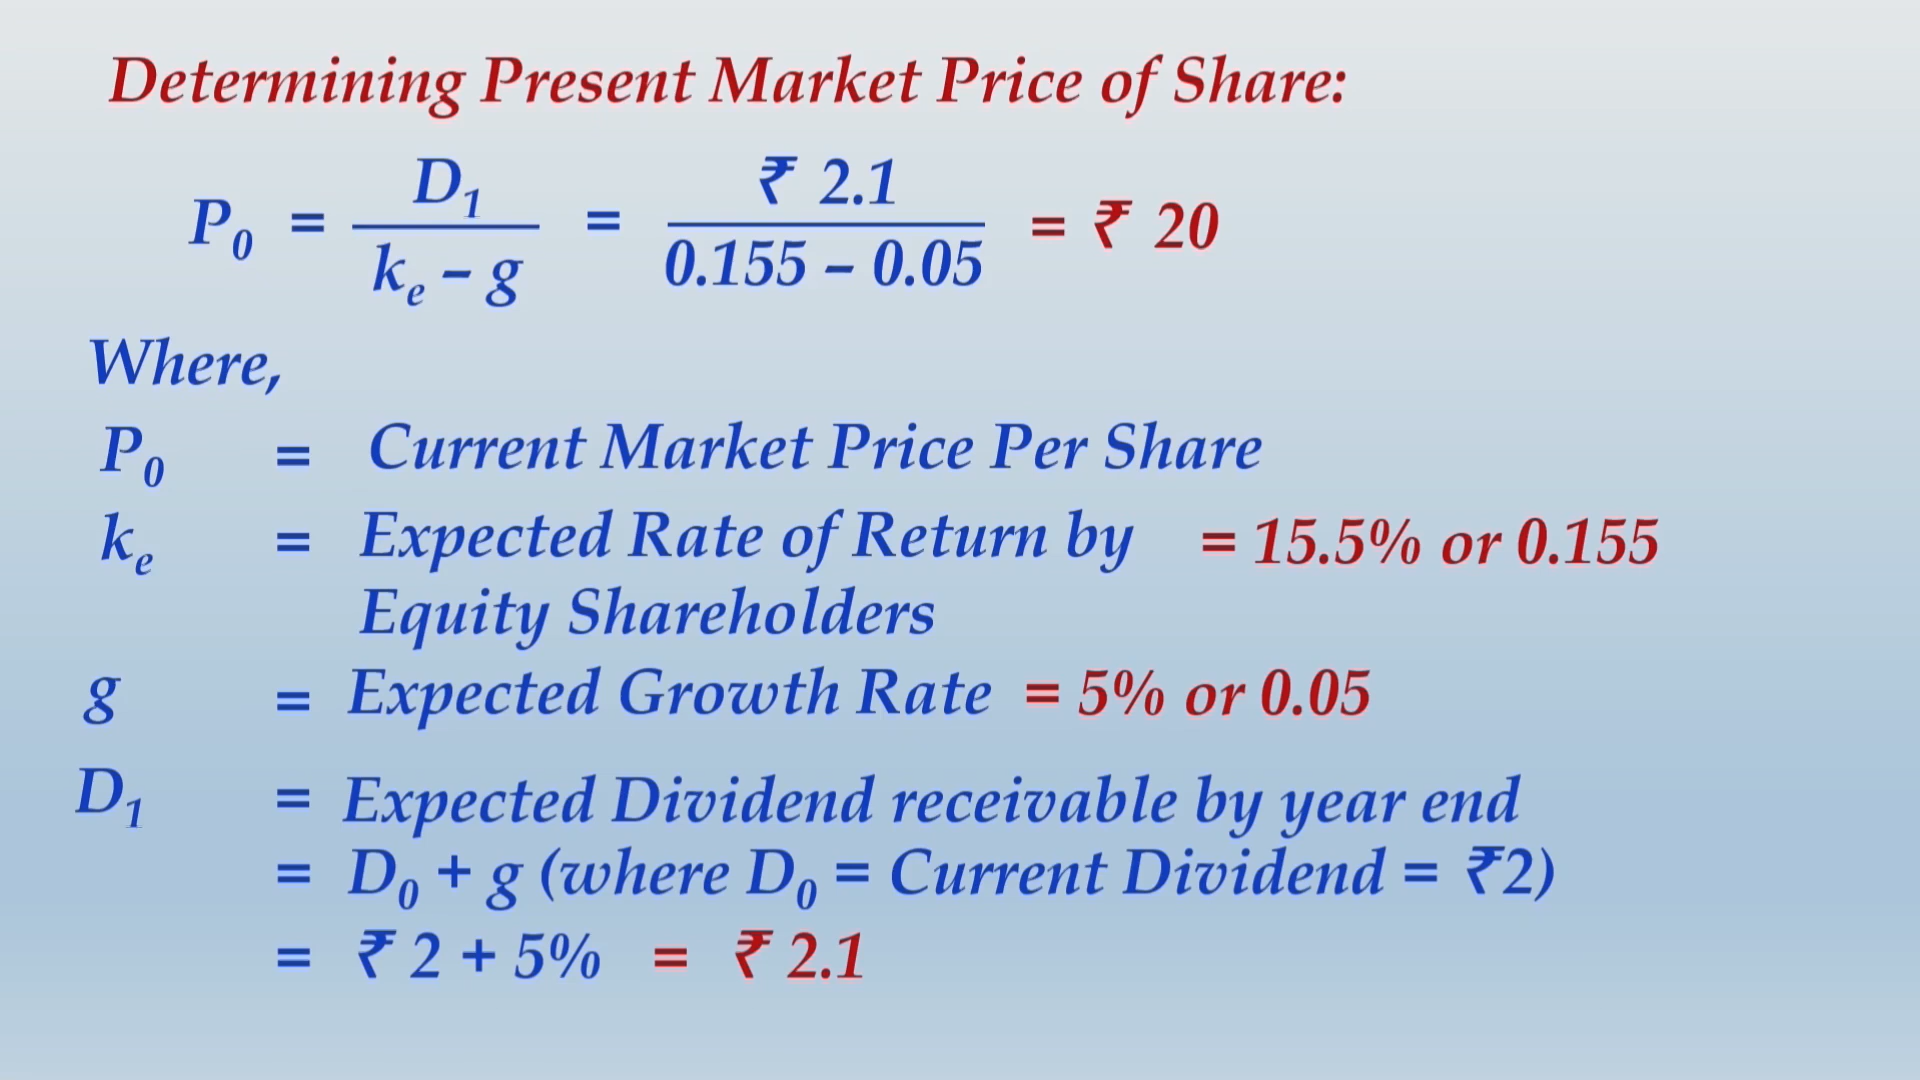 Determining Present Market Price of Share:
P₀ = D₁ / (kₑ – g) = ₹ 2.1 / (0.155 – 0.05) = ₹ 20
Where,
P₀ = Current Market Price Per Share
kₑ = Expected Rate of Return by = 15.5% or 0.155
Equity Shareholders
g = Expected Growth Rate = 5% or 0.05
D₁ = Expected Dividend receivable by year end
= D₀ + g (where D₀ = Current Dividend = ₹2)
= ₹ 2 + 5% = ₹ 2.1